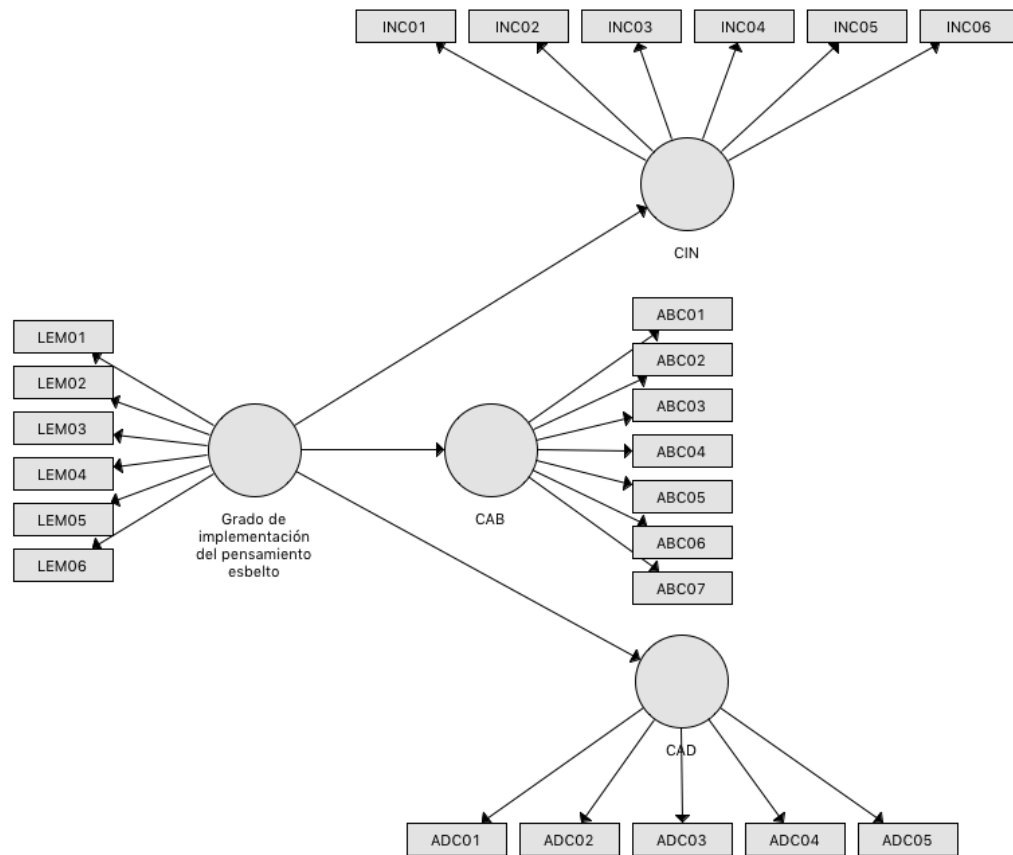 INC01
INC02
INC03
INC04
INC05
INC06
CIN
LEM01
LEM02
LEM03
LEM04
LEM05
LEM06
Grado de
implementación
del pensamiento
esbelto
CAB
ABC01
ABC02
ABC03
ABC04
ABC05
ABC06
ABC07
CAD
ADC01
ADC02
ADC03
ADC04
ADC05